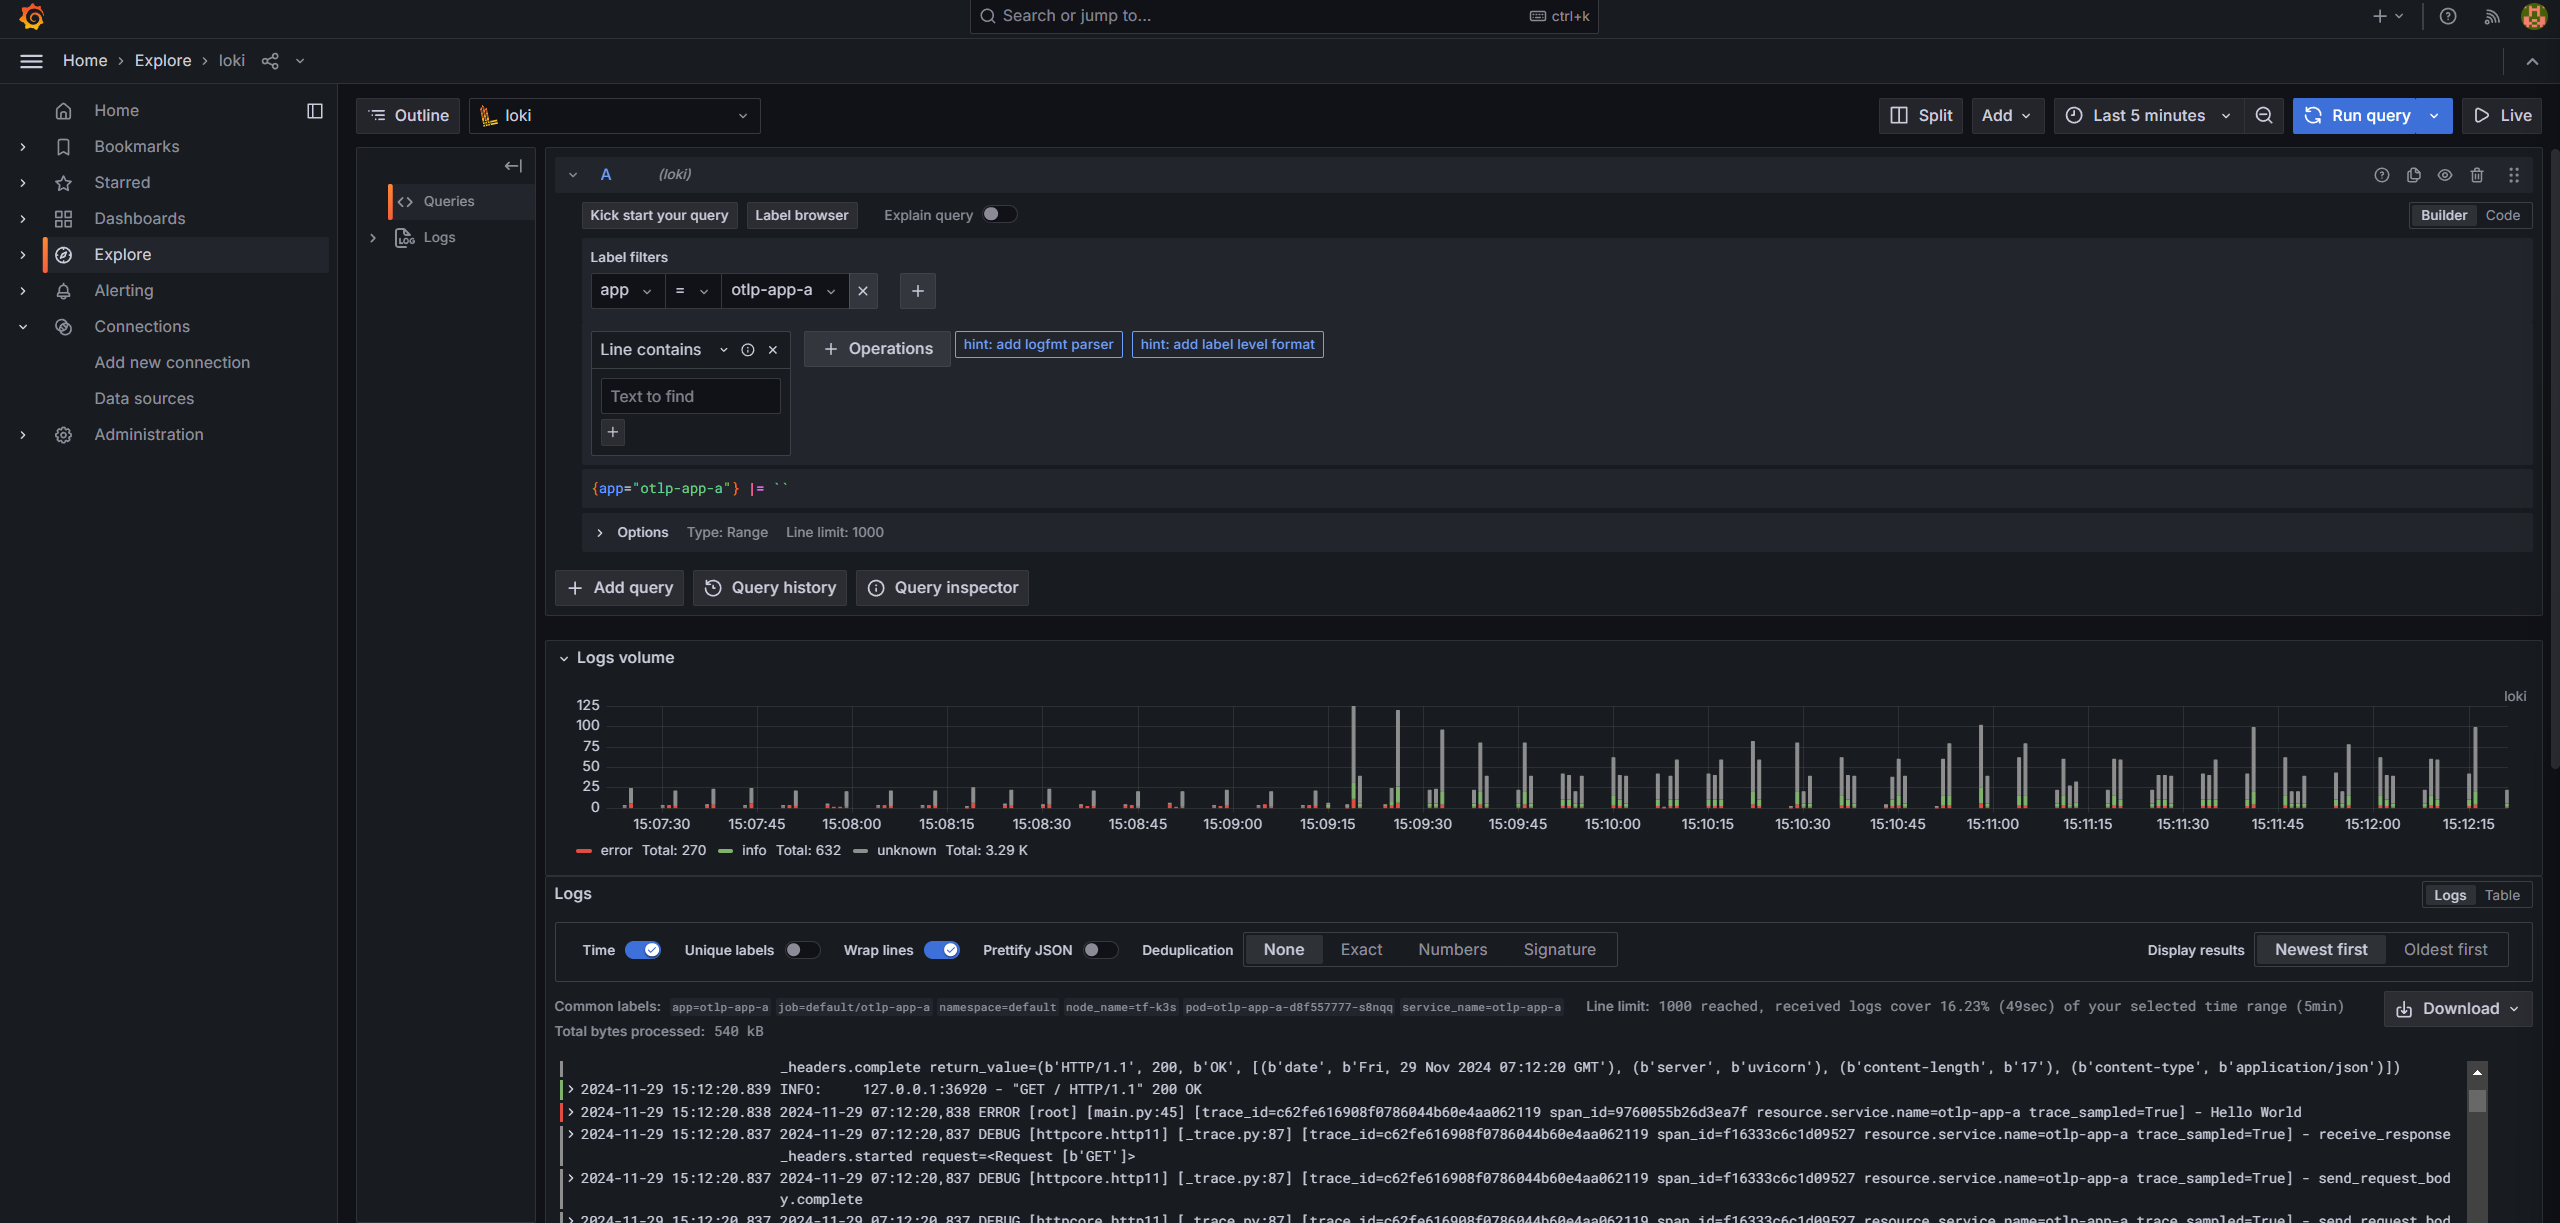 Search or jump to...
ctrl+k
Home › Explore › loki
Home
Bookmarks
Starred
Dashboards
Explore
Alerting
Connections
Add new connection
Data sources
Administration
Outline
loki
Split
Add
Last 5 minutes
Run query
Live
Queries
Logs
A (loki)
Kick start your query
Label browser
Explain query
Builder
Code
Label filters
app = otlp-app-a
Line contains
Operations
hint: add logfmt parser
hint: add label level format
Text to find
{app="otlp-app-a"} |= ``
Options Type: Range Line limit: 1000
Add query
Query history
Query inspector
Logs volume
loki
125
100
75
50
25
0
15:07:30 15:07:45 15:08:00 15:08:15 15:08:30 15:08:45 15:09:00 15:09:15 15:09:30 15:09:45 15:10:00 15:10:15 15:10:30 15:10:45 15:11:00 15:11:15 15:11:30 15:11:45 15:12:00 15:12:15
error Total: 270 info Total: 632 unknown Total: 3.29 K
Logs
Logs Table
Time
Unique labels
Wrap lines
Prettify JSON
Deduplication
None
Exact
Numbers
Signature
Display results
Newest first
Oldest first
Common labels: app=otlp-app-a job=default/otlp-app-a namespace=default node_name=tf-k3s pod=otlp-app-a-d8f557777-s8nqq service_name=otlp-app-a Line limit: 1000 reached, received logs cover 16.23% (49sec) of your selected time range (5min)
Download
Total bytes processed: 540 kB
_headers.complete return_value=(b'HTTP/1.1', 200, b'OK', [(b'date', b'Fri, 29 Nov 2024 07:12:20 GMT'), (b'server', b'uvicorn'), (b'content-length', b'17'), (b'content-type', b'application/json')])
2024-11-29 15:12:20.839 INFO: 127.0.0.1:36920 - "GET / HTTP/1.1" 200 OK
2024-11-29 15:12:20.838 2024-11-29 07:12:20,838 ERROR [root] [main.py:45] [trace_id=c62fe616908f0786044b60e4aa062119 span_id=9760055b26d3ea7f resource.service.name=otlp-app-a trace_sampled=True] - Hello World
2024-11-29 15:12:20.837 2024-11-29 07:12:20,837 DEBUG [httpcore.http11] [_trace.py:87] [trace_id=c62fe616908f0786044b60e4aa062119 span_id=f16333c6c1d09527 resource.service.name=otlp-app-a trace_sampled=True] - receive_response
_headers.started request=<Request [b'GET']>
2024-11-29 15:12:20.837 2024-11-29 07:12:20,837 DEBUG [httpcore.http11] [_trace.py:87] [trace_id=c62fe616908f0786044b60e4aa062119 span_id=f16333c6c1d09527 resource.service.name=otlp-app-a trace_sampled=True] - send_request_bod
y.complete
2024-11-29 15:12:20.837 2024-11-29 07:12:20,837 DEBUG [httpcore.http11] [_trace.py:87] [trace_id=c62fe616908f0786044b60e4aa062119 span_id=f16333c6c1d09527 resource.service.name=otlp-app-a trace_sampled=True] - send_request_bod